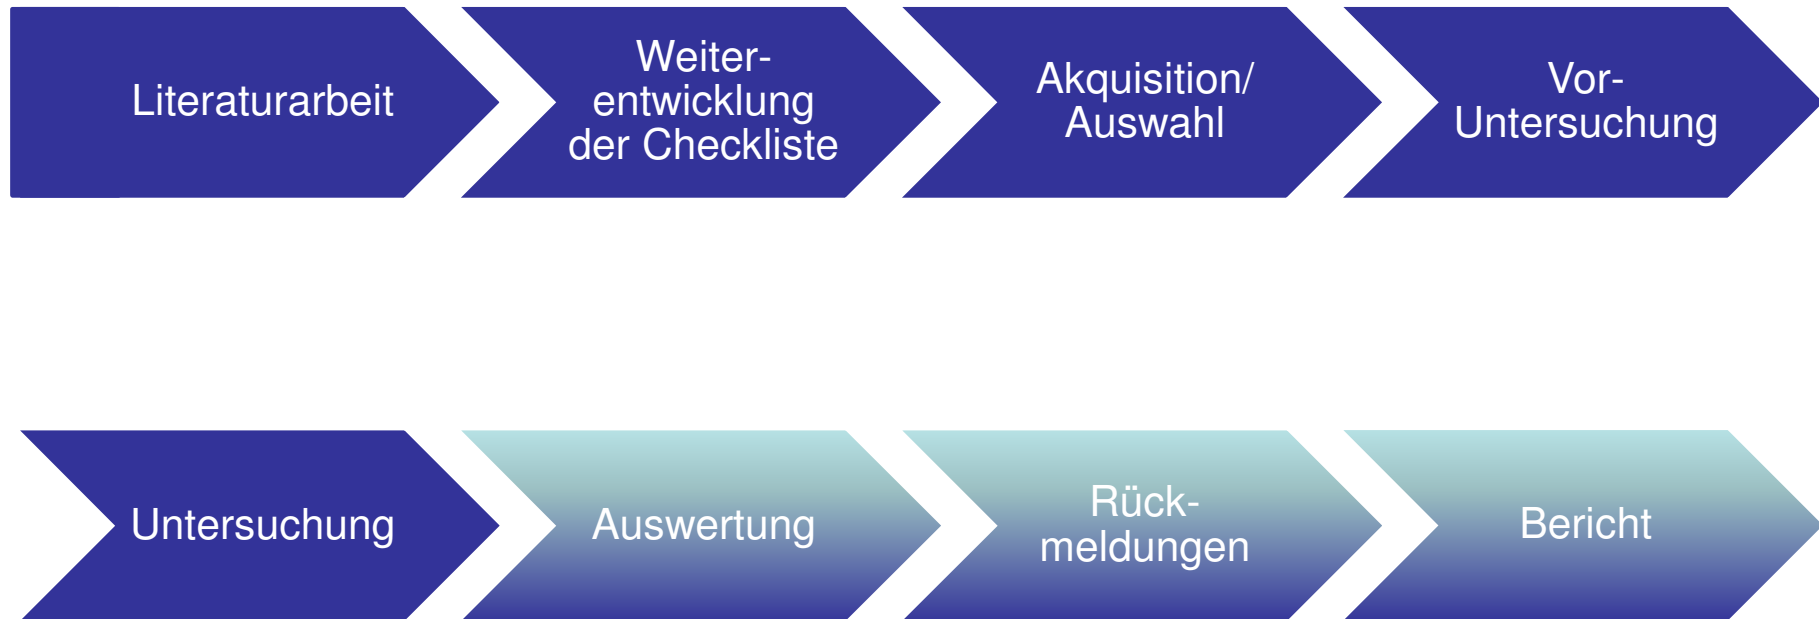 Literaturarbeit
Weiter-
entwicklung
der Checkliste
Akquisition/
Auswahl
Vor-
Untersuchung
Untersuchung
Auswertung
Rück-
meldungen
Bericht